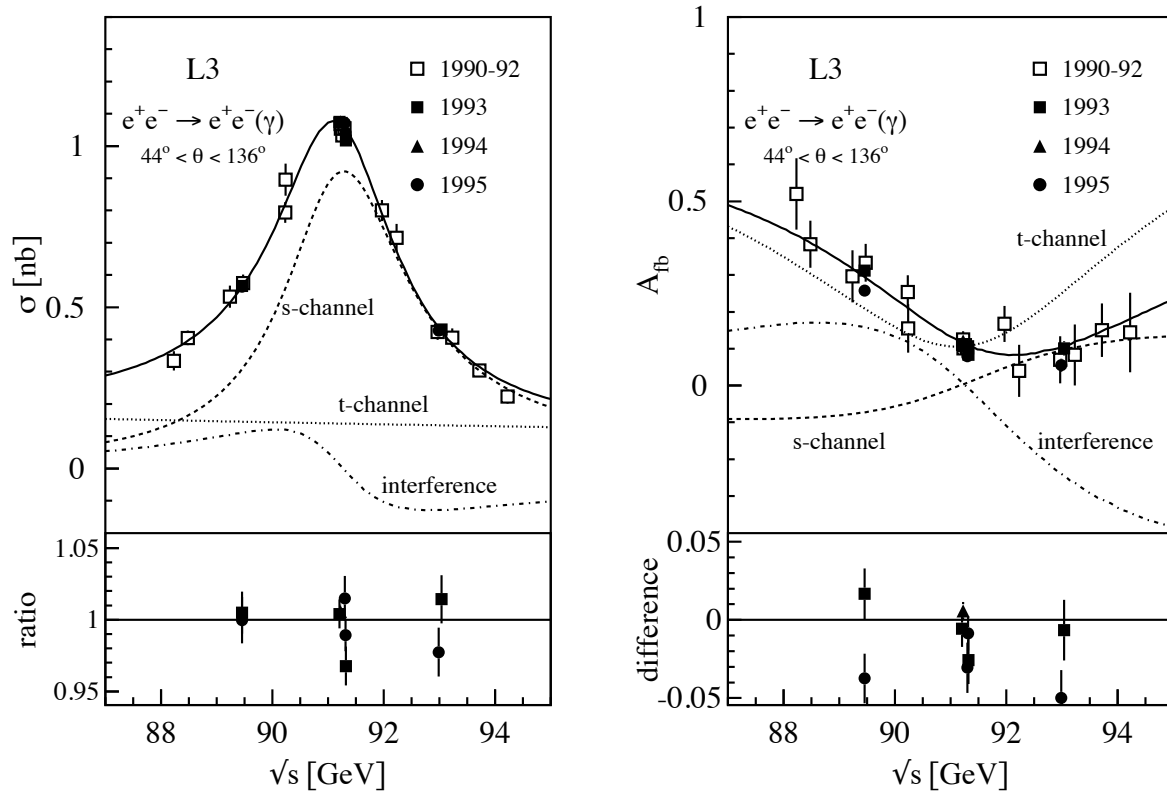 L3
e⁺e⁻ → e⁺e⁻(γ)
44° < θ < 136°
1990-92
1993
1994
1995
s-channel
t-channel
interference
σ [nb]
1
0.5
0
ratio
1.05
1
0.95
88
90
92
94
√s [GeV]
L3
e⁺e⁻ → e⁺e⁻(γ)
44° < θ < 136°
1990-92
1993
1994
1995
t-channel
s-channel
interference
A_fb
1
0.5
0
difference
0.05
0
-0.05
88
90
92
94
√s [GeV]